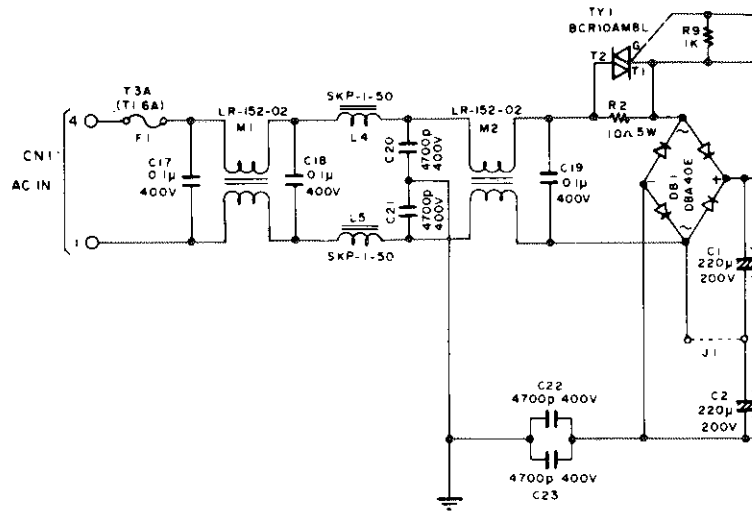 TY1
BCR10AM8L
R9
1K
G
T2
T1
T3A
(T1.6A)
F1
SKP-1-50
L4
LR-152-02
M1
LR-152-02
M2
R2
10Ω 5W
4
CN1
AC IN
1
C17
0.1μ
400V
C18
0.1μ
400V
C20
4700p
400V
C21
4700p
400V
C19
0.1μ
400V
~
-
+
~
DB1
DBA40E
L5
SKP-1-50
C1
220μ
200V
J1
C2
220μ
200V
C22
4700p 400V
4700p 400V
C23